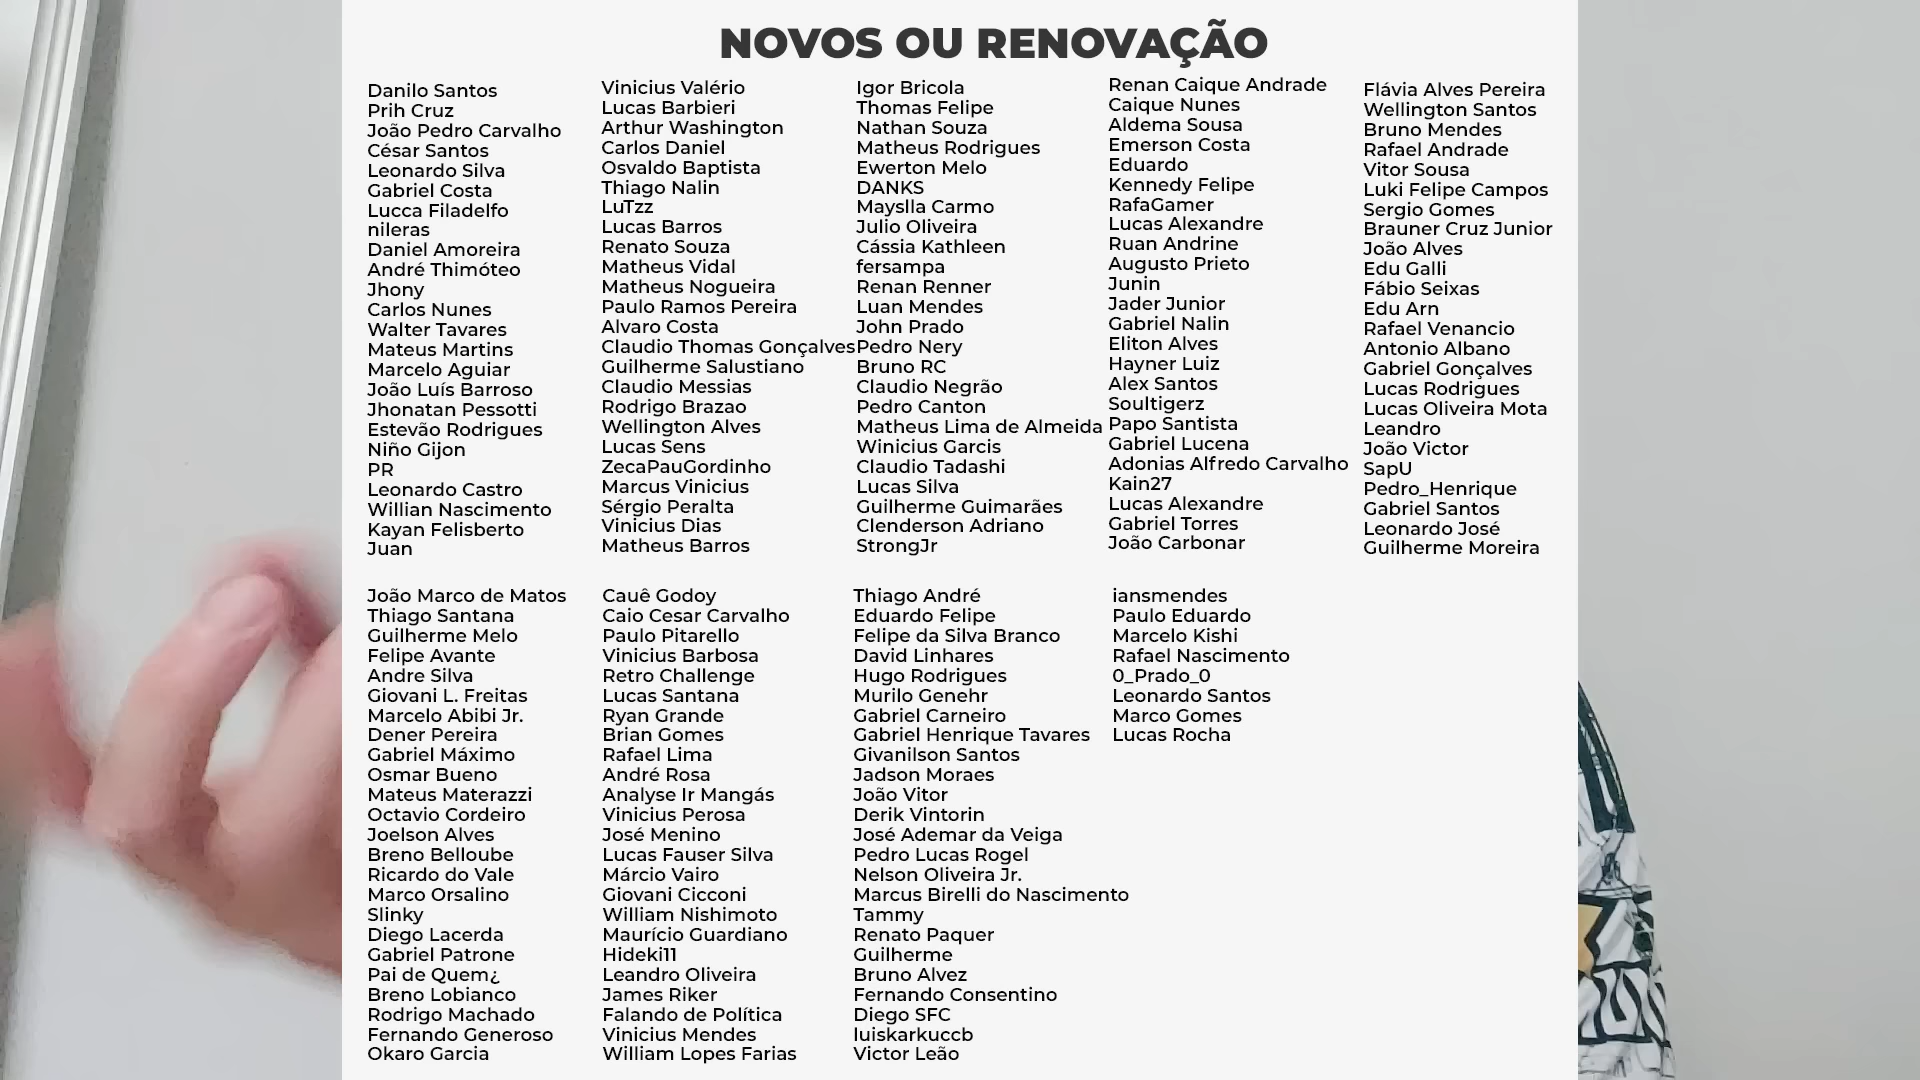 NOVOS OU RENOVAÇÃO
Danilo Santos
Prih Cruz
João Pedro Carvalho
César Santos
Leonardo Silva
Gabriel Costa
Lucca Filadelfo
nileras
Daniel Amoreira
André Thimóteo
Jhony
Carlos Nunes
Walter Tavares
Mateus Martins
Marcelo Aguiar
João Luís Barroso
Jhonatan Pessotti
Estevão Rodrigues
Niño Gijon
PR
Leonardo Castro
Willian Nascimento
Kayan Felisberto
Juan
Vinicius Valério
Lucas Barbieri
Arthur Washington
Carlos Daniel
Osvaldo Baptista
Thiago Nalin
LuTzz
Lucas Barros
Renato Souza
Matheus Vidal
Matheus Nogueira
Paulo Ramos Pereira
Alvaro Costa
Claudio Thomas Gonçalves
Guilherme Salustiano
Claudio Messias
Rodrigo Brazao
Wellington Alves
Lucas Sens
ZecaPauGordinho
Marcus Vinicius
Sérgio Peralta
Vinicius Dias
Matheus Barros
Igor Bricola
Thomas Felipe
Nathan Souza
Matheus Rodrigues
Ewerton Melo
DANKS
Mayslla Carmo
Julio Oliveira
Cássia Kathleen
fersampa
Renan Renner
Luan Mendes
John Prado
Pedro Nery
Bruno RC
Claudio Negrão
Pedro Canton
Matheus Lima de Almeida
Winicius Garcis
Claudio Tadashi
Lucas Silva
Guilherme Guimarães
Clenderson Adriano
StrongJr
Renan Caique Andrade
Caique Nunes
Aldema Sousa
Emerson Costa
Eduardo
Kennedy Felipe
RafaGamer
Lucas Alexandre
Ruan Andrine
Augusto Prieto
Junin
Jader Junior
Gabriel Nalin
Eliton Alves
Hayner Luiz
Alex Santos
Soultigerz
Papo Santista
Gabriel Lucena
Adonias Alfredo Carvalho
Kain27
Lucas Alexandre
Gabriel Torres
João Carbonar
Flávia Alves Pereira
Wellington Santos
Bruno Mendes
Rafael Andrade
Vitor Sousa
Luki Felipe Campos
Sergio Gomes
Brauner Cruz Junior
João Alves
Edu Galli
Fábio Seixas
Edu Arn
Rafael Venancio
Antonio Albano
Gabriel Gonçalves
Lucas Rodrigues
Lucas Oliveira Mota
Leandro
João Victor
SapU
Pedro_Henrique
Gabriel Santos
Leonardo José
Guilherme Moreira
João Marco de Matos
Thiago Santana
Guilherme Melo
Felipe Avante
Andre Silva
Giovani L. Freitas
Marcelo Abibi Jr.
Dener Pereira
Gabriel Máximo
Osmar Bueno
Mateus Materazzi
Octavio Cordeiro
Joelson Alves
Breno Belloube
Ricardo do Vale
Marco Orsalino
Slinky
Diego Lacerda
Gabriel Patrone
Pai de Quem¿
Breno Lobianco
Rodrigo Machado
Fernando Generoso
Okaro Garcia
Cauê Godoy
Caio Cesar Carvalho
Paulo Pitarello
Vinicius Barbosa
Retro Challenge
Lucas Santana
Ryan Grande
Brian Gomes
Rafael Lima
André Rosa
Analyse Ir Mangás
Vinicius Perosa
José Menino
Lucas Fauser Silva
Márcio Vairo
Giovani Cicconi
William Nishimoto
Maurício Guardiano
Hideki11
Leandro Oliveira
James Riker
Falando de Política
Vinicius Mendes
William Lopes Farias
Thiago André
Eduardo Felipe
Felipe da Silva Branco
David Linhares
Hugo Rodrigues
Murilo Genehr
Gabriel Carneiro
Gabriel Henrique Tavares
Givanilson Santos
Jadson Moraes
João Vitor
Derik Vintorin
José Ademar da Veiga
Pedro Lucas Rogel
Nelson Oliveira Jr.
Marcus Birelli do Nascimento
Tammy
Renato Paquer
Guilherme
Bruno Alvez
Fernando Consentino
Diego SFC
luiskarkuccb
Victor Leão
iansmendes
Paulo Eduardo
Marcelo Kishi
Rafael Nascimento
0_Prado_0
Leonardo Santos
Marco Gomes
Lucas Rocha